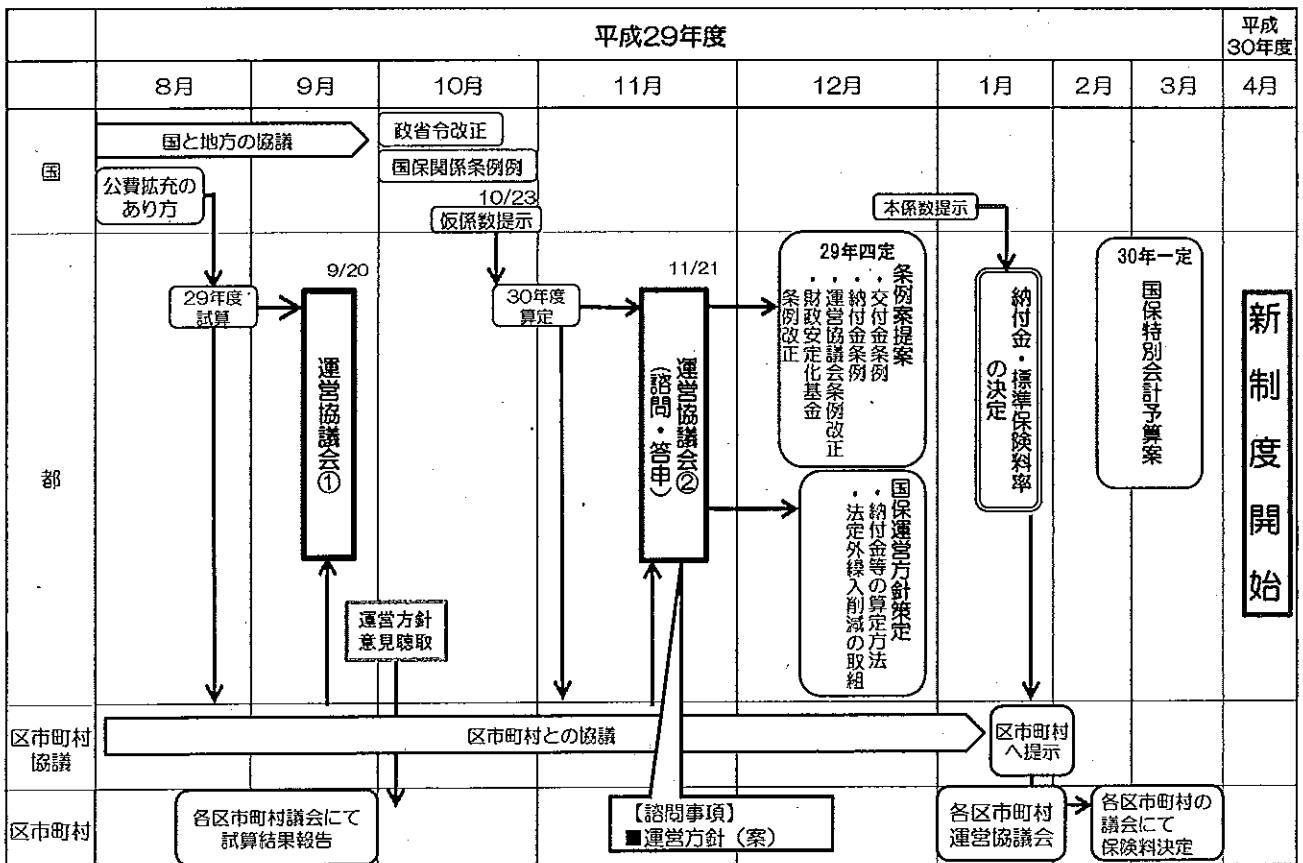 平成29年度
平成
30年度
8月
9月
10月
11月
12月
1月
2月
3月
4月
国
国と地方の協議
公費拡充の
あり方
政省令改正
国保関係条例例
10/23
仮係数提示
本係数提示
都
29年度
試算
9/20
運営協議会①
運営方針
意見聴取
30年度
算定
11/21
運営協議会②
(諮問・答申)
29年四定
条例案提案
・交付金条例
・納付金条例
・運営協議会条例改正
・財政安定化基金
条例改正
国保運営方針策定
・納付金等の算定方法
・法定外繰入削減の取組
納付金・標準保険料率
の決定
30年一定
国保特別会計予算案
新制度開始
区市町村
協議
区市町村との協議
区市町村
へ提示
区市町村
各区市町村議会にて
試算結果報告
【諮問事項】
■運営方針(案)
各区市町村
運営協議会
各区市町村の
議会にて
保険料決定